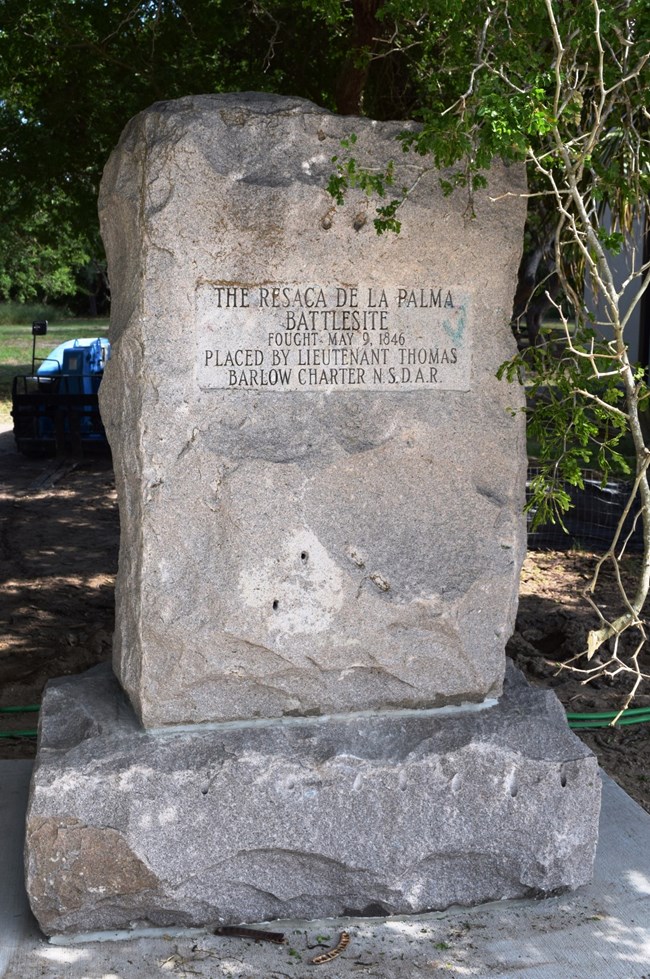 THE RESACA DE LA PALMA
BATTLESITE
FOUGHT MAY 9, 1846
PLACED BY LIEUTENANT THOMAS
BARLOW CHARTER N.S.D.A.R.